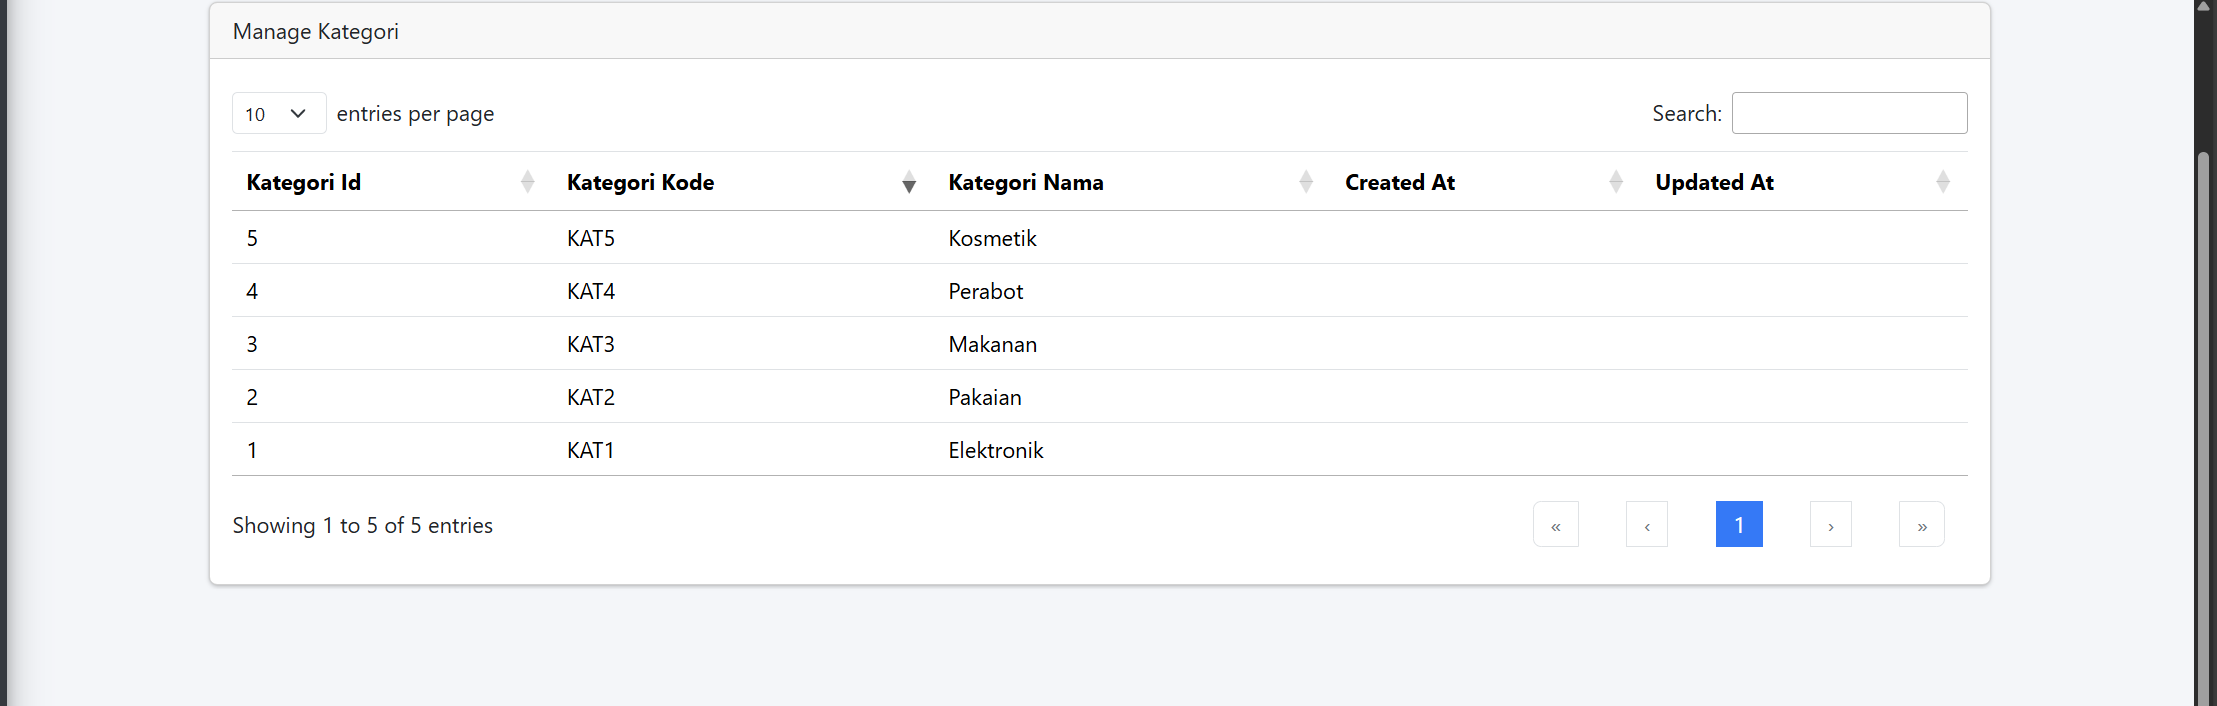 Manage Kategori
10 entries per page Search:
Kategori Id Kategori Kode Kategori Nama Created At Updated At
5 KAT5 Kosmetik
4 KAT4 Perabot
3 KAT3 Makanan
2 KAT2 Pakaian
1 KAT1 Elektronik
Showing 1 to 5 of 5 entries « ‹ 1 › »